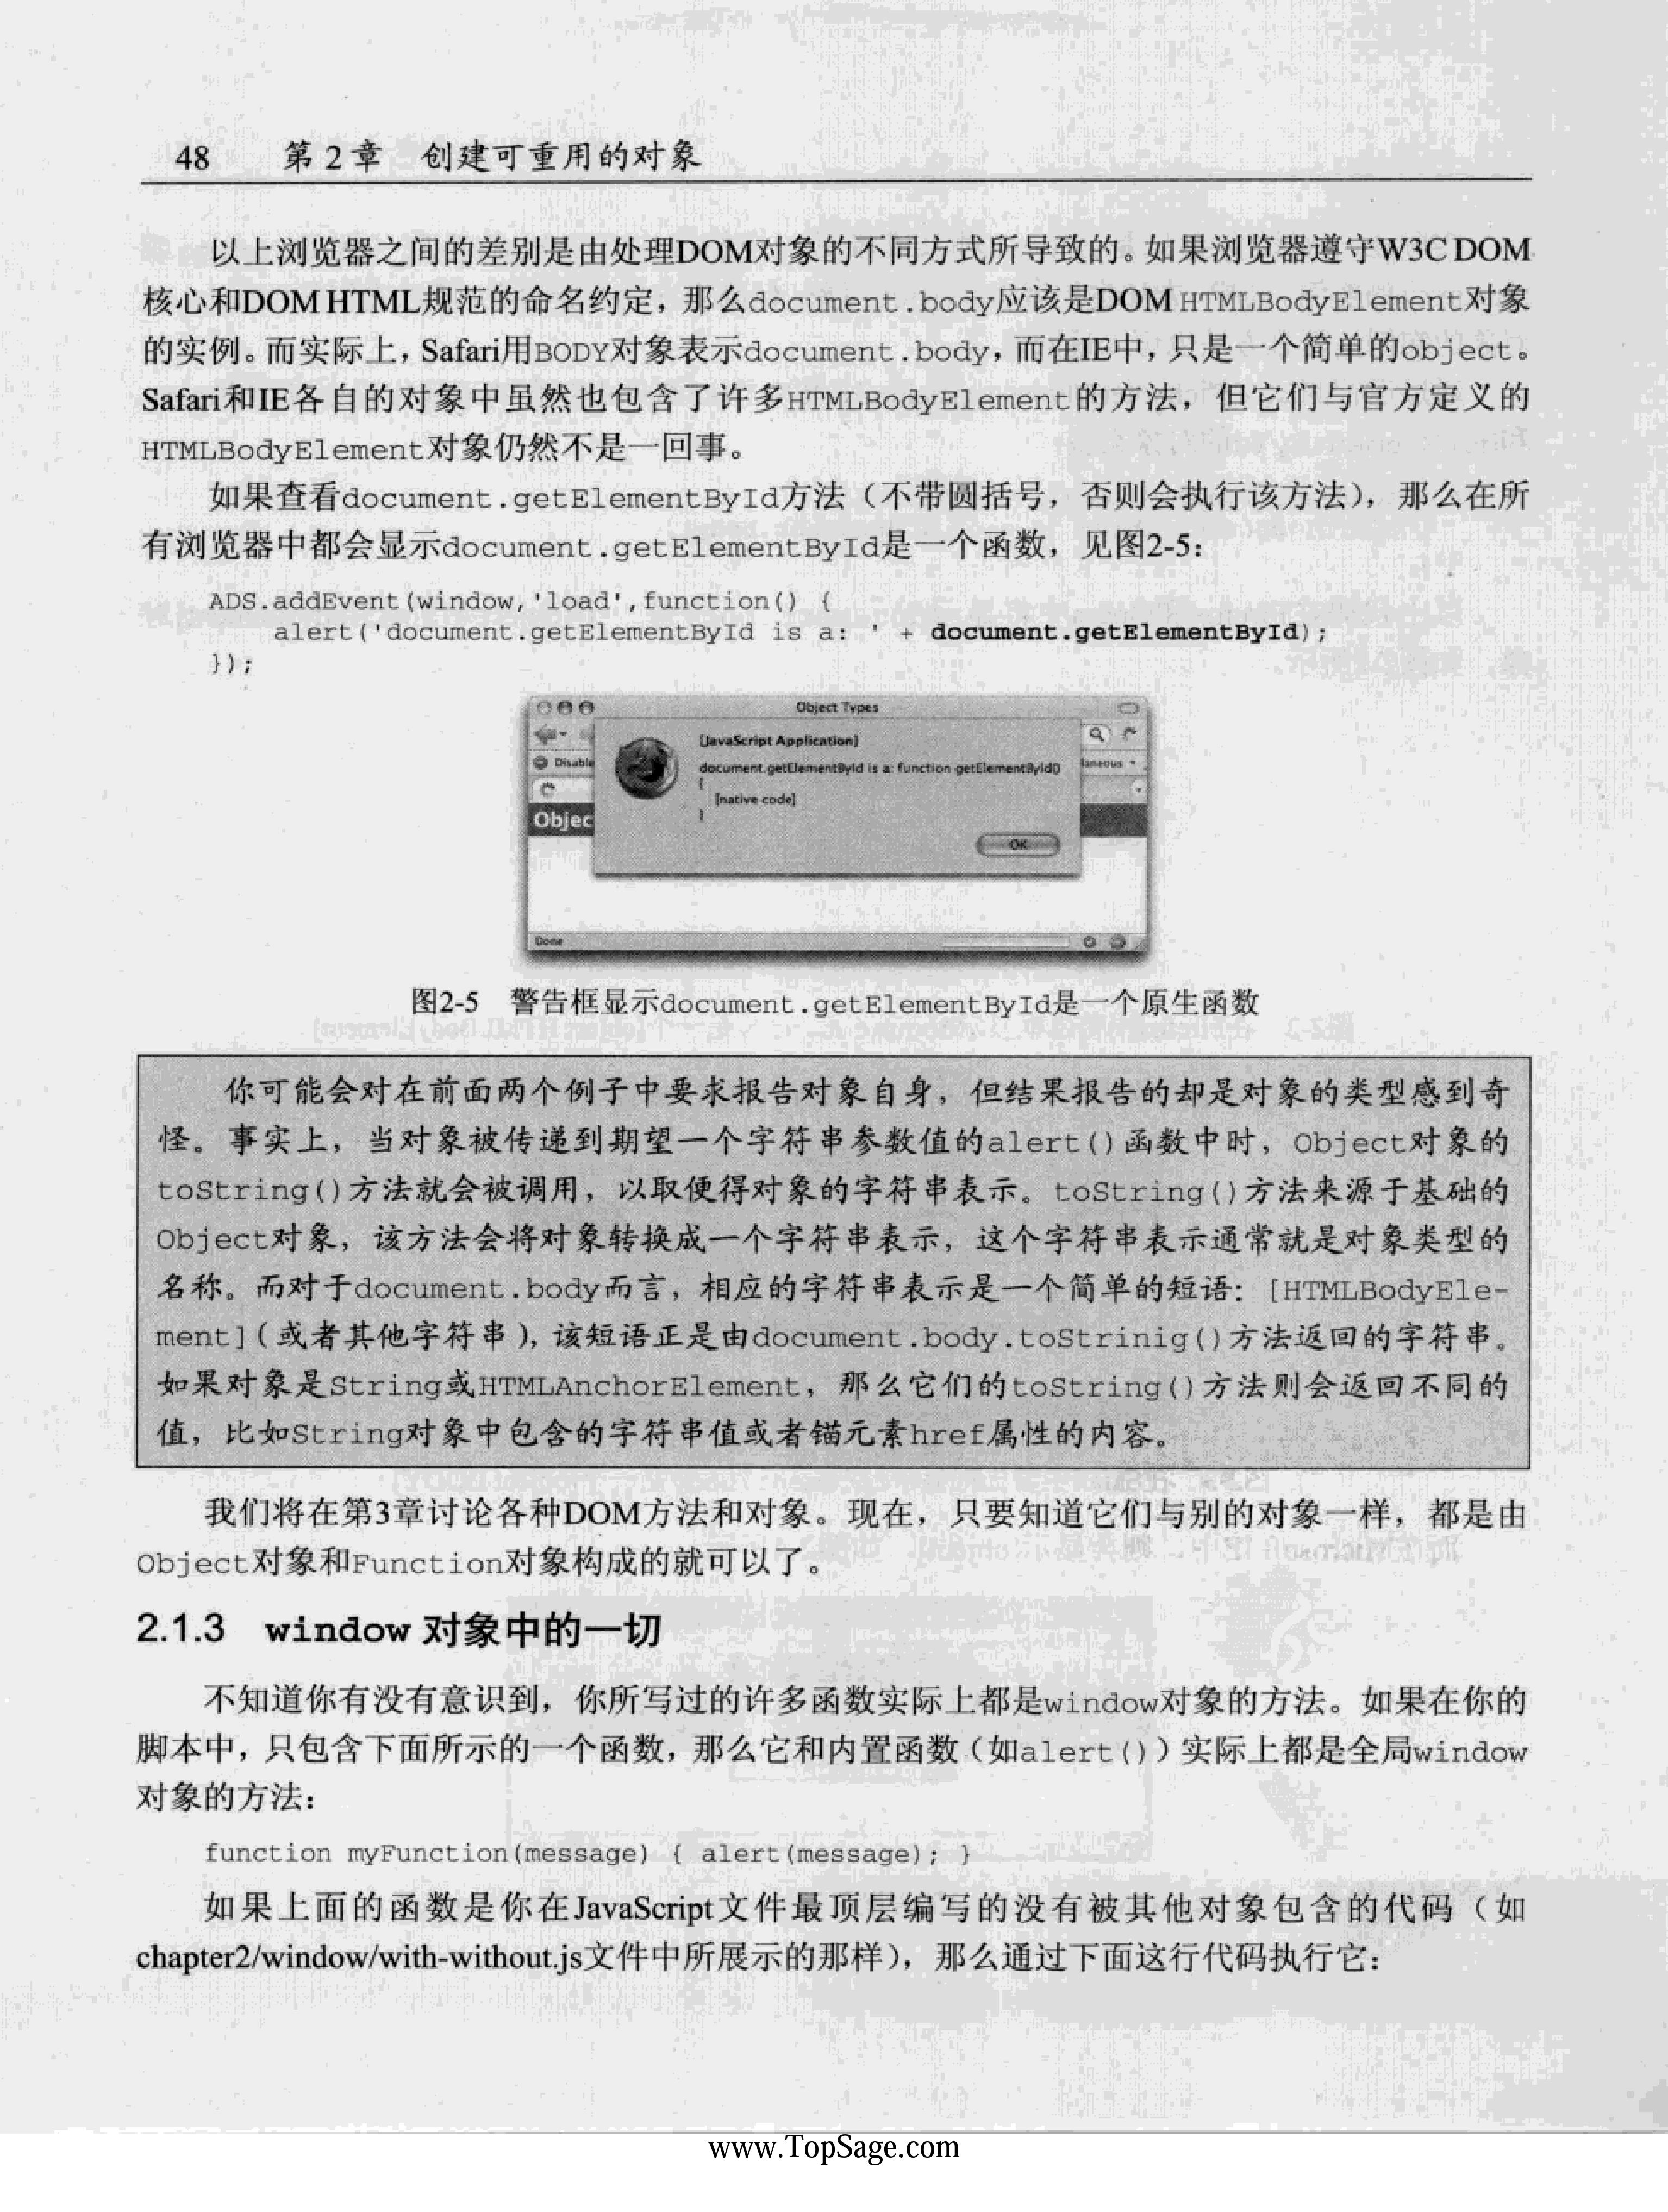 48 第 2 章 创建可重用的对象
以上浏览器之间的差别是由处理DOM对象的不同方式所导致的。如果浏览器遵守W3C DOM
核心和DOM HTML规范的命名约定，那么document.body应该是DOM HTMLBodyElement对象
的实例。而实际上，Safari用BODY对象表示document.body，而在IE中，只是一个简单的object。
Safari和IE各自的对象中虽然也包含了许多HTMLBodyElement的方法，但它们与官方定义的
HTMLBodyElement对象仍然不是一回事。
如果查看document.getElementById方法（不带圆括号，否则会执行该方法），那么在所
有浏览器中都会显示document.getElementById是一个函数，见图2-5：
ADS.addEvent(window,'load',function() {
alert('document.getElementById is a: ' + document.getElementById);
});
Object Types
[JavaScript Application]
Disable
document.getElementById is a: function getElementById()
laneous
{
[native code]
}
Objec
OK
Done
图2-5 警告框显示document.getElementById是一个原生函数
你可能会对在前面两个例子中要求报告对象自身，但结果报告的却是对象的类型感到奇
怪。事实上，当对象被传递到期望一个字符串参数值的alert()函数中时，Object对象的
toString()方法就会被调用，以取便得对象的字符串表示。toString()方法来源于基础的
Object对象，该方法会将对象转换成一个字符串表示，这个字符串表示通常就是对象类型的
名称。而对于document.body而言，相应的字符串表示是一个简单的短语：[HTMLBodyEle-
ment]（或者其他字符串），该短语正是由document.body.toStrinig()方法返回的字符串。
如果对象是String或HTMLAnchorElement，那么它们的toString()方法则会返回不同的
值，比如String对象中包含的字符串值或者锚元素href属性的内容。
我们将在第3章讨论各种DOM方法和对象。现在，只要知道它们与别的对象一样，都是由
Object对象和Function对象构成的就可以了。
2.1.3 window 对象中的一切
不知道你有没有意识到，你所写过的许多函数实际上都是window对象的方法。如果在你的
脚本中，只包含下面所示的一个函数，那么它和内置函数（如alert()）实际上都是全局window
对象的方法：
function myFunction(message) { alert(message); }
如果上面的函数是你在JavaScript文件最顶层编写的没有被其他对象包含的代码（如
chapter2/window/with-without.js文件中所展示的那样），那么通过下面这行代码执行它：
www.TopSage.com